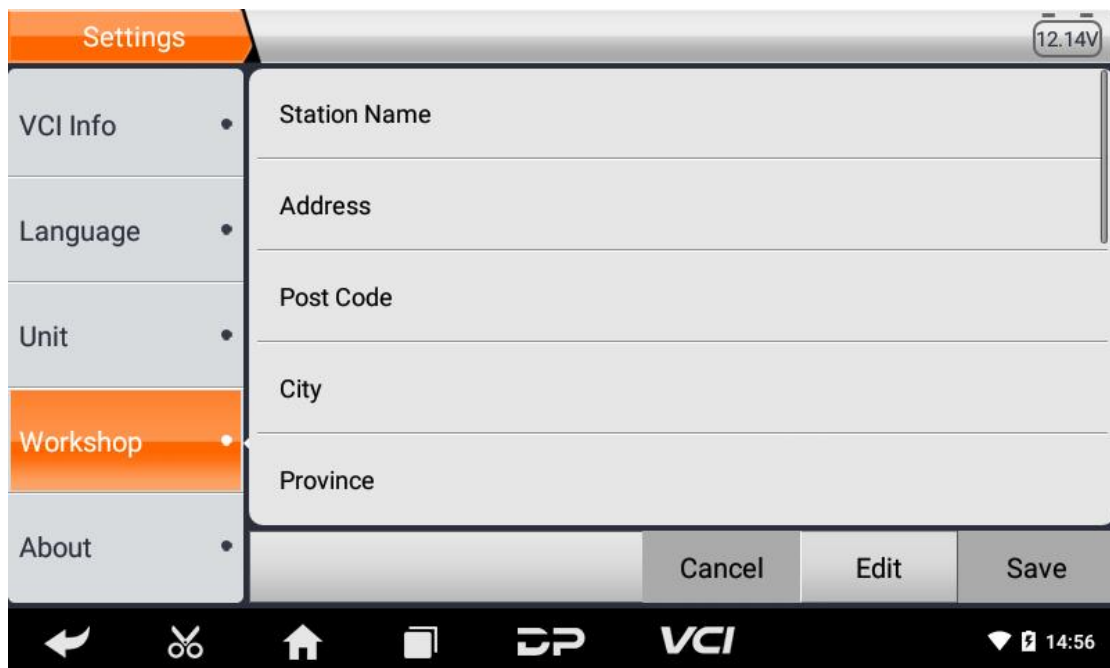 Settings
12.14V
VCI Info
Language
Unit
Workshop
About
Station Name
Address
Post Code
City
Province
Cancel Edit Save
DP VCI 14:56